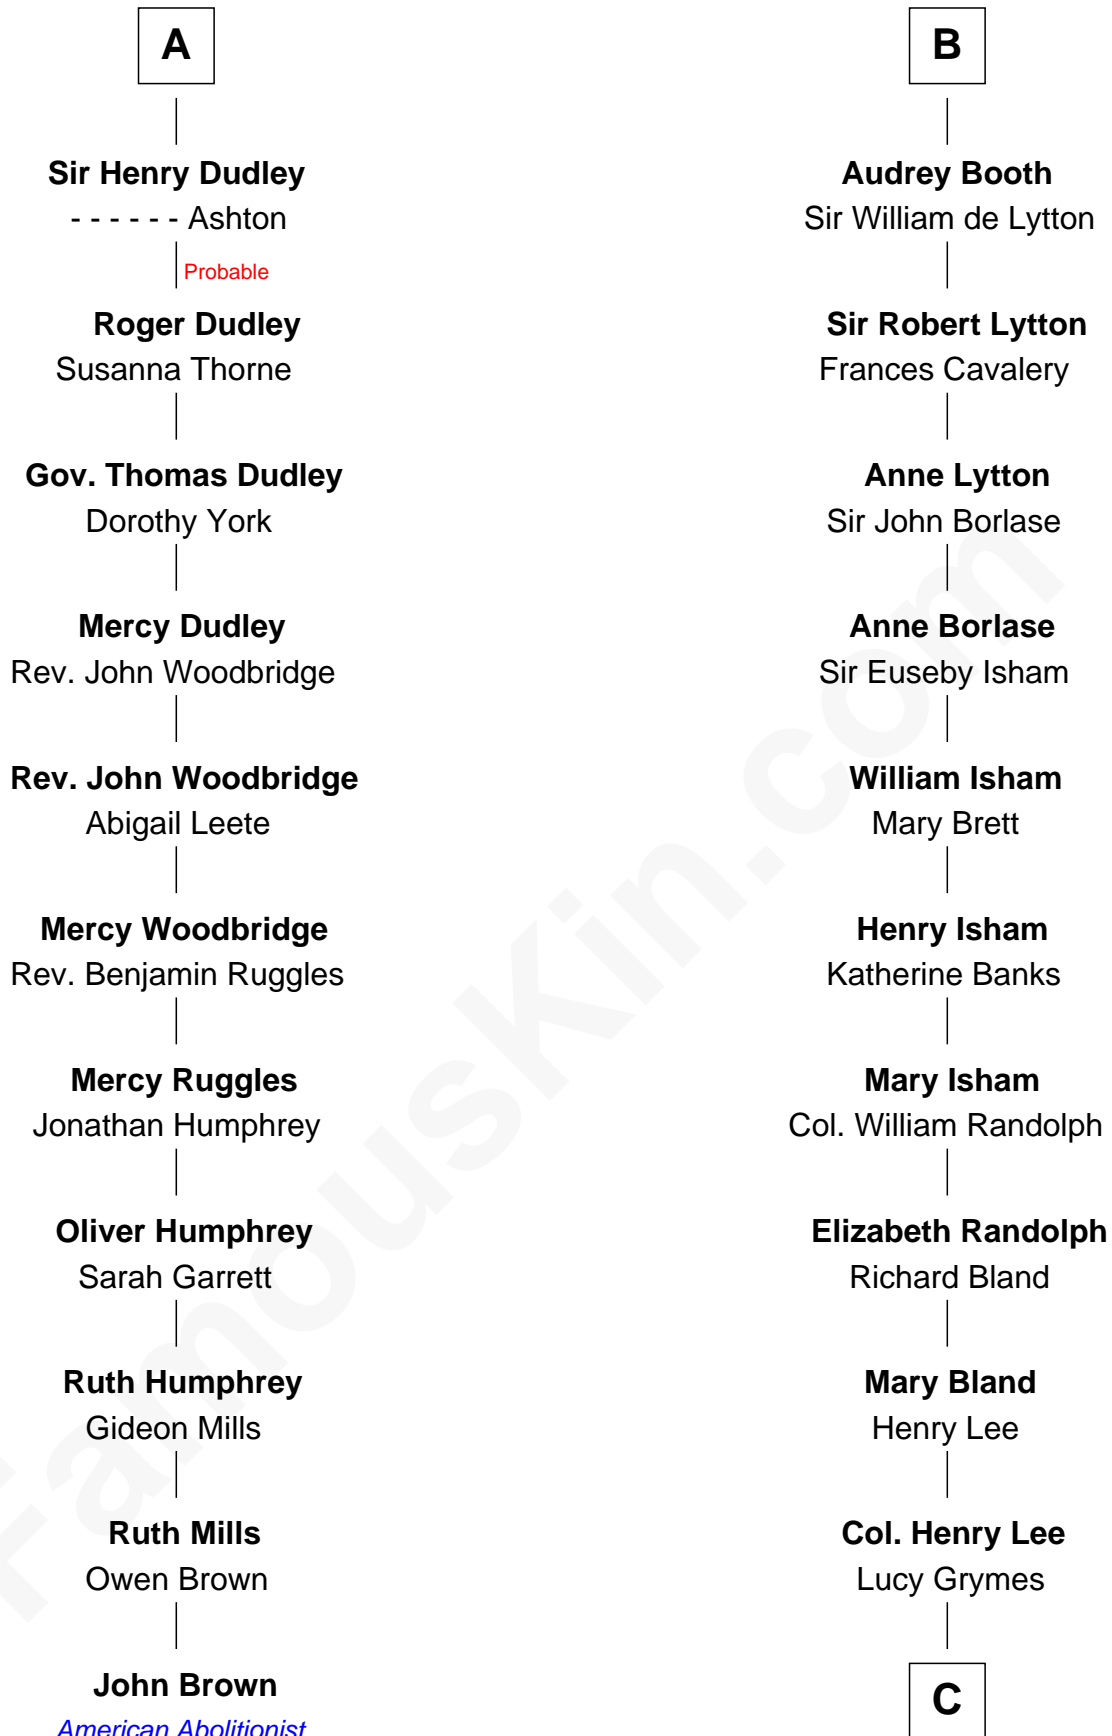 A
Sir Henry Dudley
- - - - - - Ashton
Probable
Roger Dudley
Susanna Thorne
Gov. Thomas Dudley
Dorothy York
Mercy Dudley
Rev. John Woodbridge
Rev. John Woodbridge
Abigail Leete
Mercy Woodbridge
Rev. Benjamin Ruggles
Mercy Ruggles
Jonathan Humphrey
Oliver Humphrey
Sarah Garrett
Ruth Humphrey
Gideon Mills
Ruth Mills
Owen Brown
John Brown
American Abolitionist
B
Audrey Booth
Sir William de Lytton
Sir Robert Lytton
Frances Cavalery
Anne Lytton
Sir John Borlase
Anne Borlase
Sir Euseby Isham
William Isham
Mary Brett
Henry Isham
Katherine Banks
Mary Isham
Col. William Randolph
Elizabeth Randolph
Richard Bland
Mary Bland
Henry Lee
Col. Henry Lee
Lucy Grymes
C
FamousKin.com